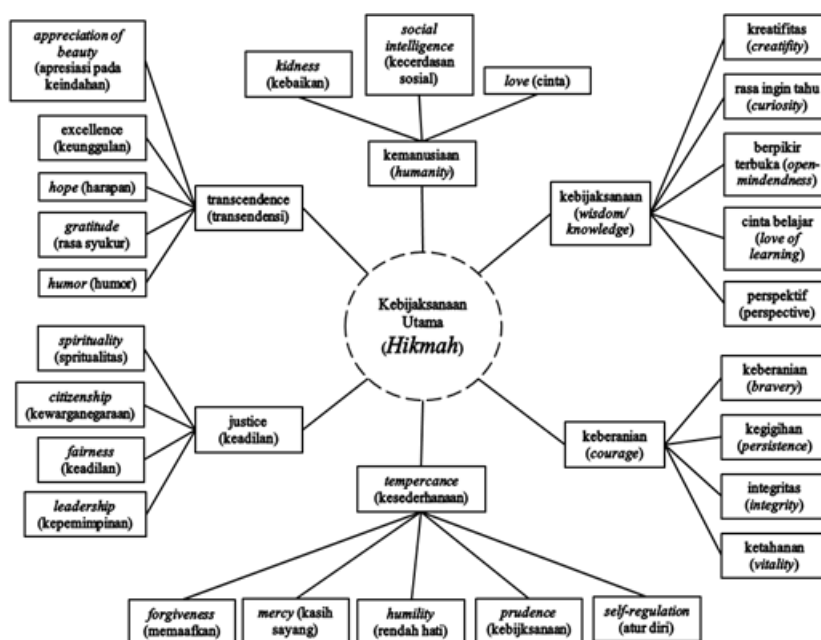 appreciation of
beauty
(apresiasi pada
keindahan)
excellence
(keunggulan)
hope (harapan)
gratitude
(rasa syukur)
humor (humor)
transcendence
(transendensi)
kidness
(kebaikan)
social
intelligence
(kecerdasan
sosial)
love (cinta)
kemanusiaan
(humanity)
kreatifitas
(creatifity)
rasa ingin tahu
(curiosity)
berpikir
terbuka (open-
mindendness)
cinta belajar
(love of
learning)
perspektif
(perspective)
kebijaksanaan
(wisdom/
knowledge)
Kebijaksanaan
Utama
(Hikmah)
spirituality
(spritualitas)
citizenship
(kewarganegaraan)
fairness
(keadilan)
leadership
(kepemimpinan)
justice
(keadilan)
keberanian
(courage)
keberanian
(bravery)
kegigihan
(persistence)
integritas
(integrity)
ketahanan
(vitality)
tempercance
(kesederhanaan)
forgiveness
(memaafkan)
mercy (kasih
sayang)
humility
(rendah hati)
prudence
(kebijksanaan)
self-regulation
(atur diri)